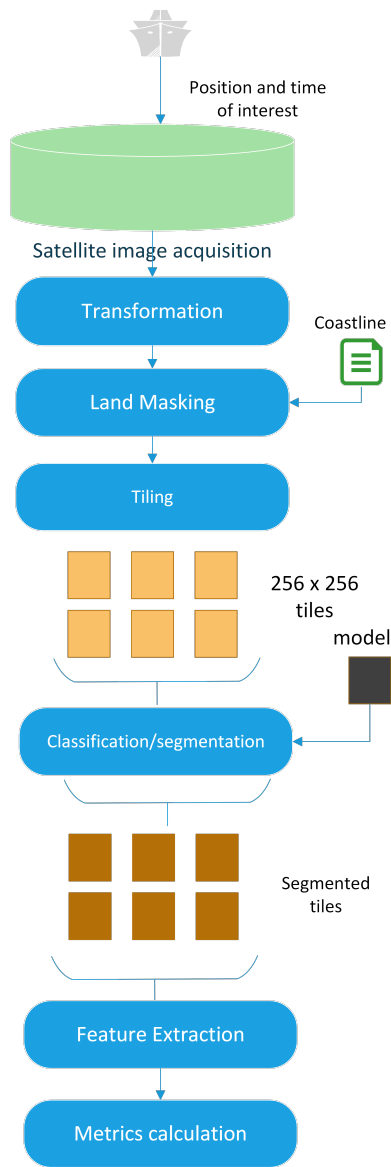 Position and time
of interest
Satellite image acquisition
Transformation
Coastline
Land Masking
Tiling
256 x 256
tiles
model
Classification/segmentation
Segmented
tiles
Feature Extraction
Metrics calculation